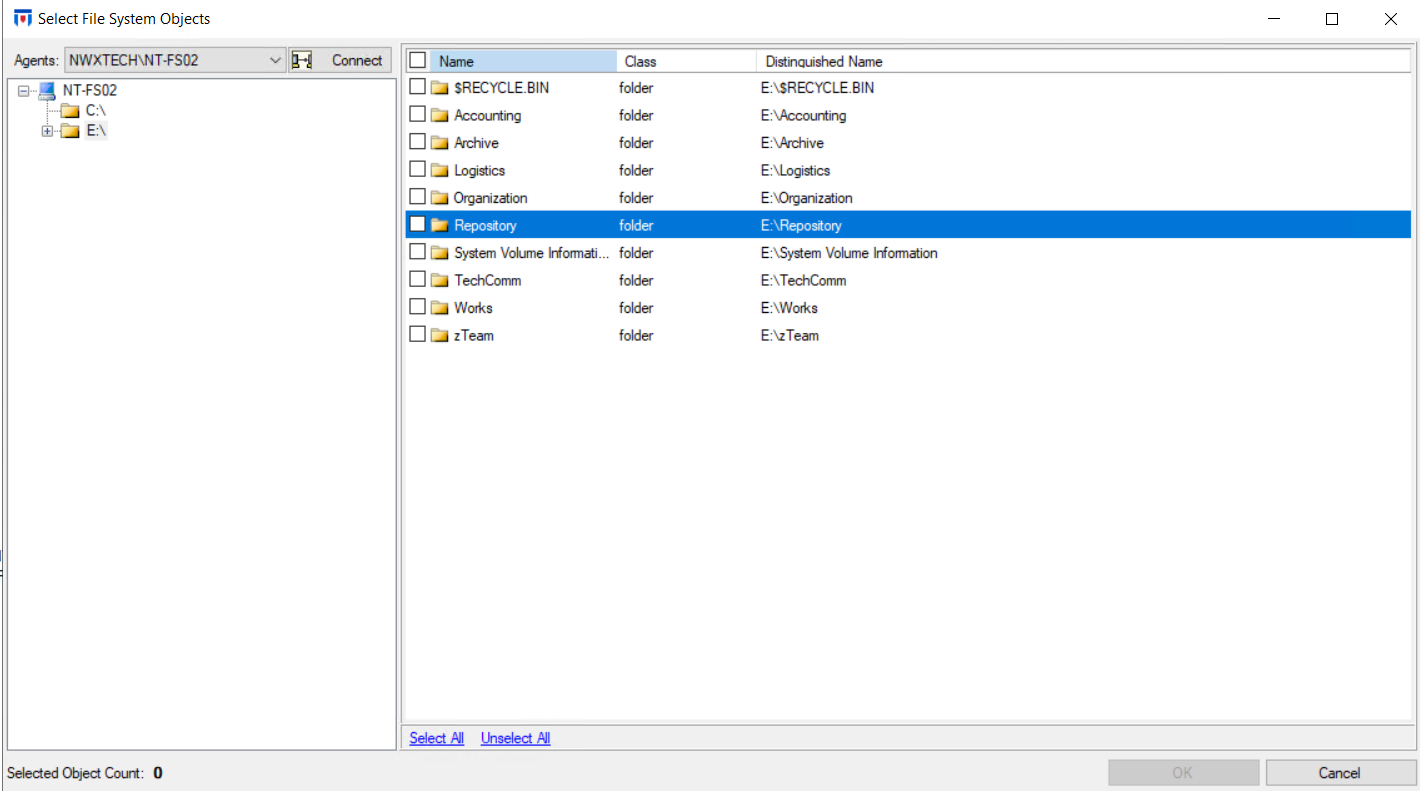 Select File System Objects
Agents: NWXTECH\NT-FS02 Connect
NT-FS02
C:\
E:\
Name Class Distinguished Name
$RECYCLE.BIN folder E:\$RECYCLE.BIN
Accounting folder E:\Accounting
Archive folder E:\Archive
Logistics folder E:\Logistics
Organization folder E:\Organization
Repository folder E:\Repository
System Volume Informati... folder E:\System Volume Information
TechComm folder E:\TechComm
Works folder E:\Works
zTeam folder E:\zTeam
Select All Unselect All
Selected Object Count: 0 OK Cancel